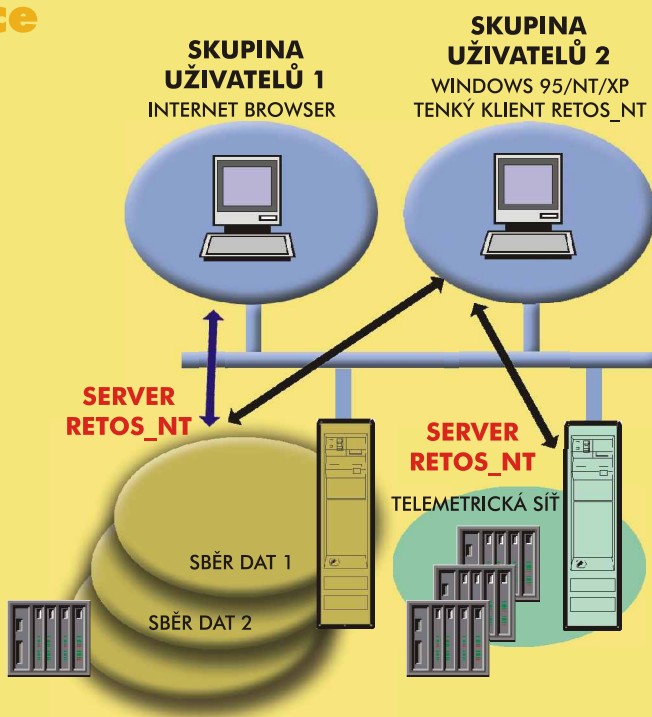 ce
SKUPINA
UŽIVATELŮ 1
INTERNET BROWSER
SKUPINA
UŽIVATELŮ 2
WINDOWS 95/NT/XP
TENKÝ KLIENT RETOS_NT
SERVER
RETOS_NT
SERVER
RETOS_NT
TELEMETRICKÁ SÍŤ
SBĚR DAT 1
SBĚR DAT 2